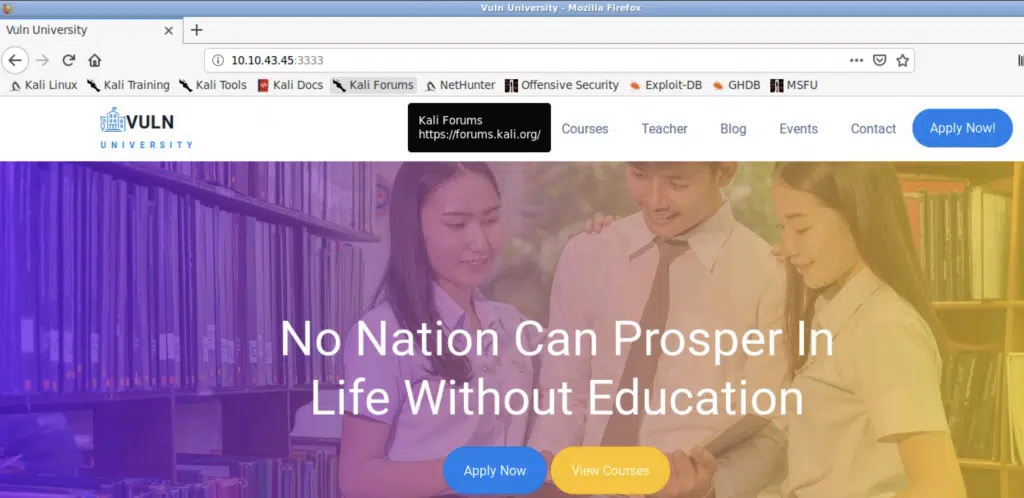 Vuln University - Mozilla Firefox
Vuln University
10.10.43.45:3333
Kali Linux Kali Training Kali Tools Kali Docs Kali Forums NetHunter Offensive Security Exploit-DB GHDB MSFU
VULN
UNIVERSITY
Kali Forums
https://forums.kali.org/
Courses Teacher Blog Events Contact Apply Now!
No Nation Can Prosper In
Life Without Education
Apply Now View Courses